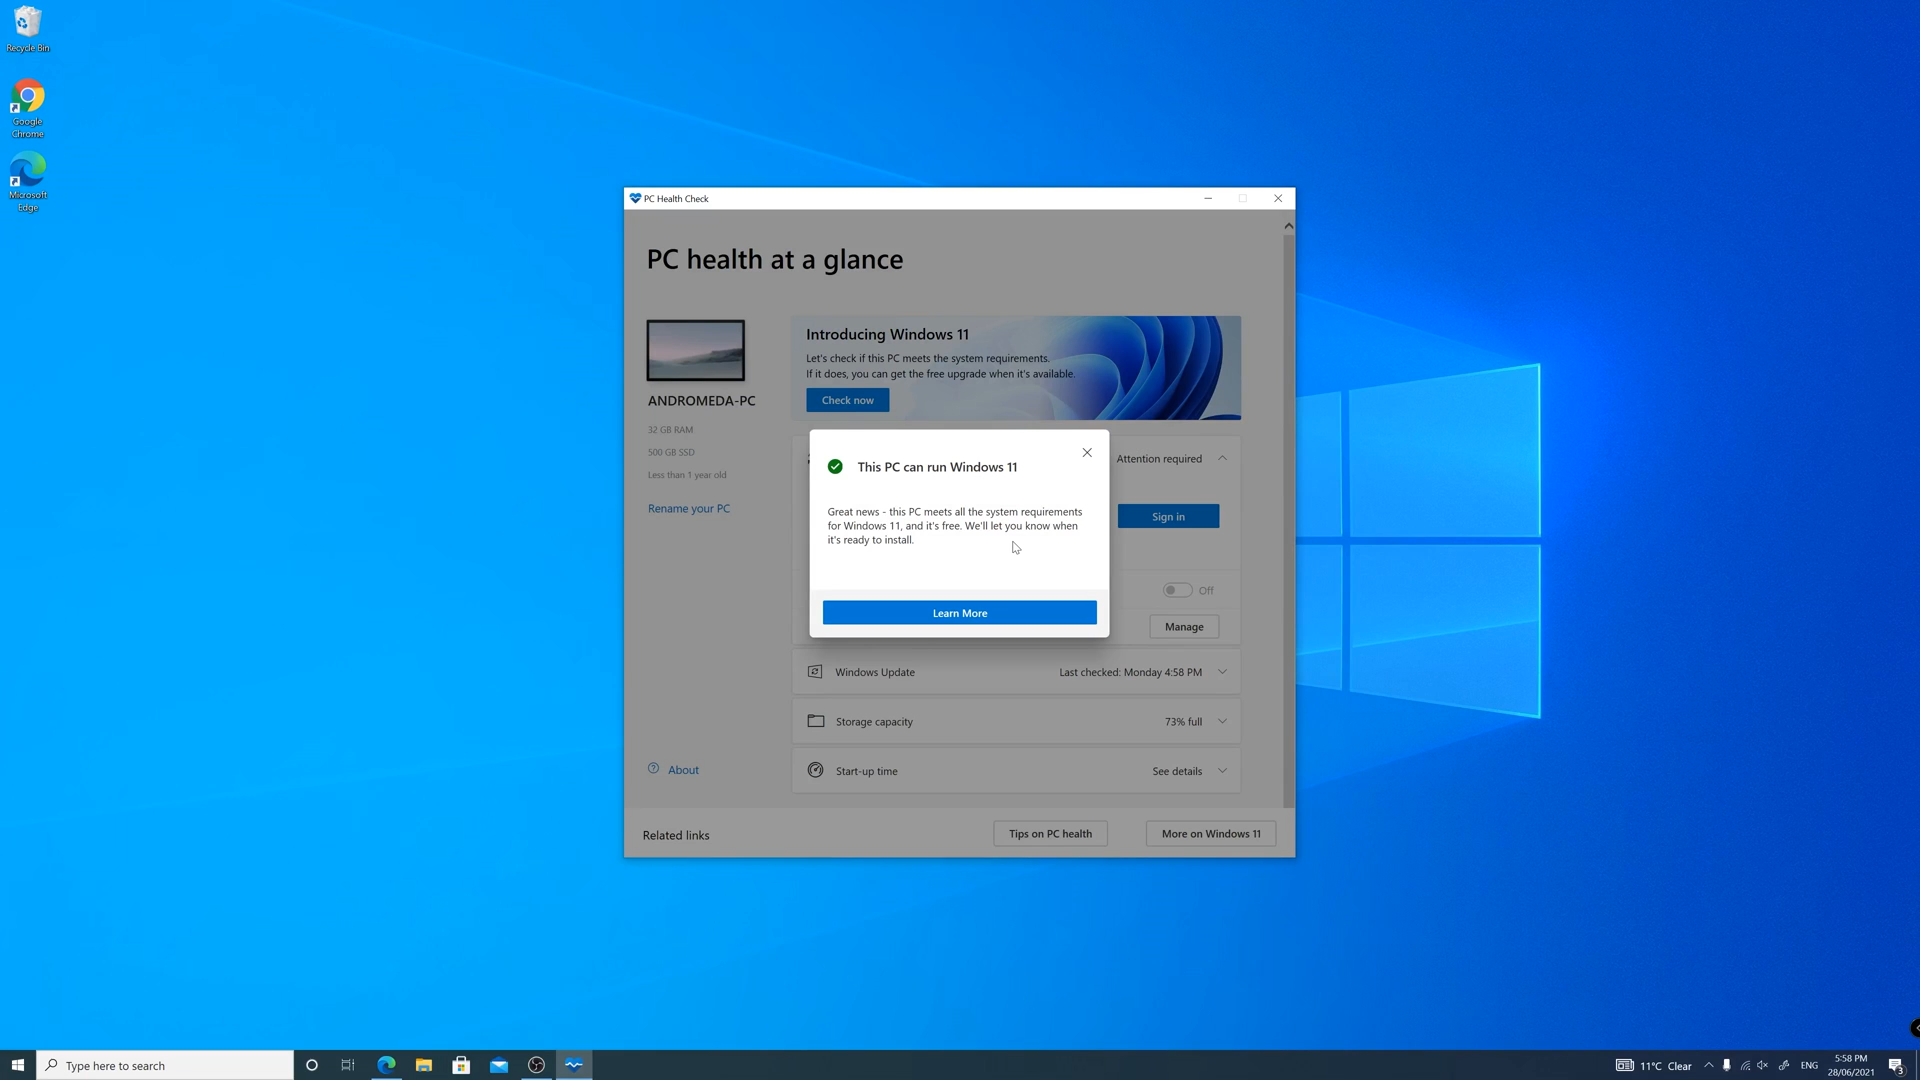 Recycle Bin
Google
Chrome
Microsoft
Edge
PC Health Check
PC health at a glance
ANDROMEDA-PC
32 GB RAM
500 GB SSD
Less than 1 year old
Rename your PC
Introducing Windows 11
Let's check if this PC meets the system requirements.
If it does, you can get the free upgrade when it's available.
Check now
Attention required
Sign in
Off
Manage
This PC can run Windows 11
Great news - this PC meets all the system requirements
for Windows 11, and it's free. We'll let you know when
it's ready to install.
Learn More
Windows Update
Last checked: Monday 4:58 PM
Storage capacity
73% full
Start-up time
See details
About
Related links
Tips on PC health
More on Windows 11
Type here to search
11°C Clear
ENG
5:58 PM
28/06/2021
3